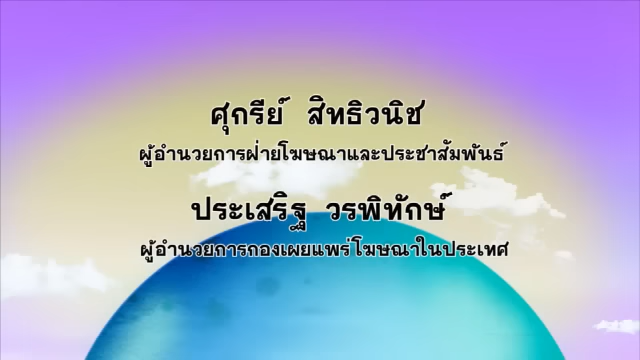 ศุภรีย์ สิทธิวนิช
ผู้อำนวยการฝ่ายโฆษณาและประชาสัมพันธ์
ประเสริฐ วรพิทักษ์
ผู้อำนวยการกองเผยแพร่โฆษณาในประเทศ